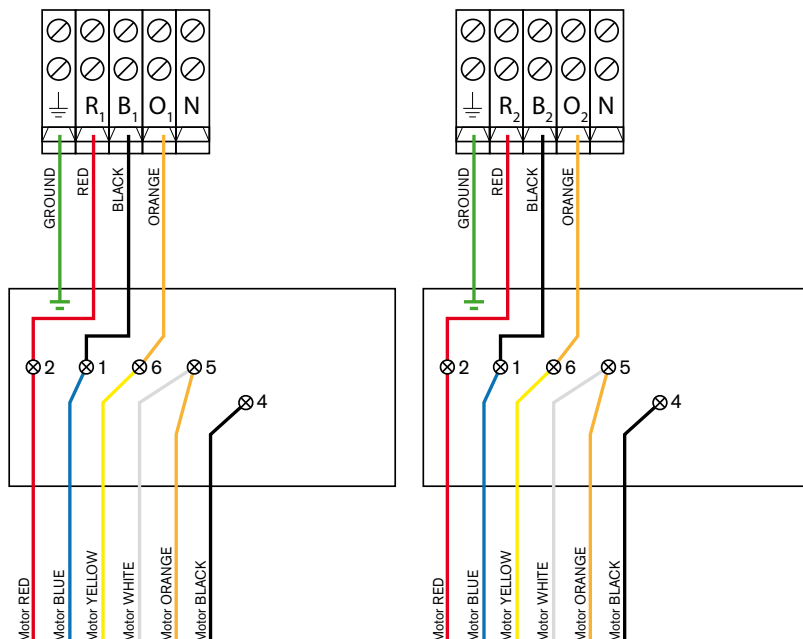 R1 B1 O1 N
R2 B2 O2 N
GROUND
RED
BLACK
ORANGE
GROUND
RED
BLACK
ORANGE
2 1 6 5
4
2 1 6 5
4
Motor RED
Motor BLUE
Motor YELLOW
Motor WHITE
Motor ORANGE
Motor BLACK
Motor RED
Motor BLUE
Motor YELLOW
Motor WHITE
Motor ORANGE
Motor BLACK